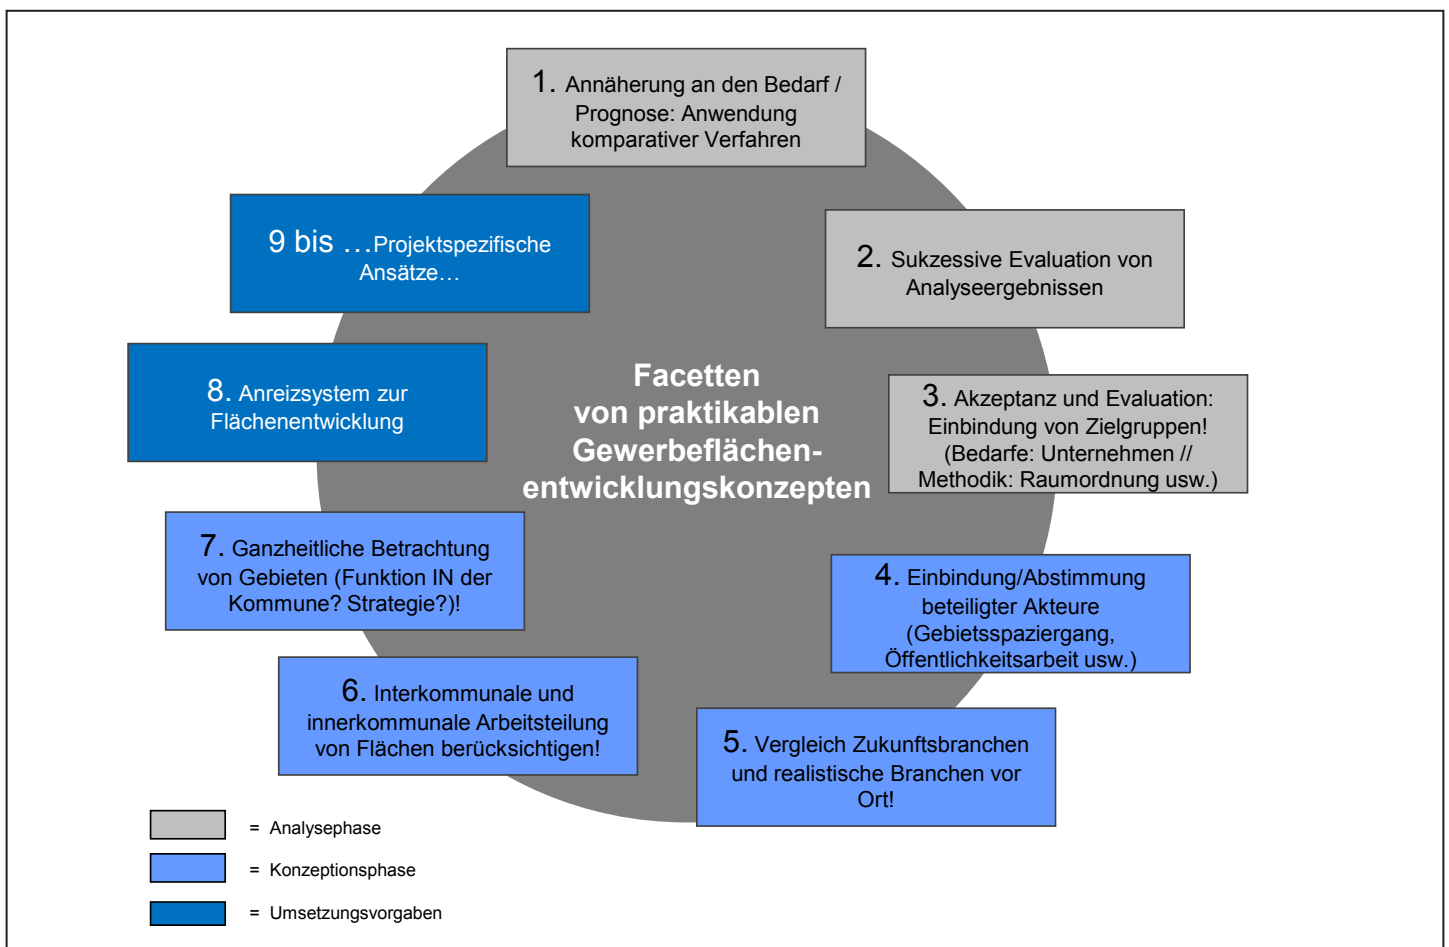 1. Annäherung an den Bedarf /
Prognose: Anwendung
komparativer Verfahren
2. Sukzessive Evaluation von
Analyseergebnissen
3. Akzeptanz und Evaluation:
Einbindung von Zielgruppen!
(Bedarfe: Unternehmen //
Methodik: Raumordnung usw.)
4. Einbindung/Abstimmung
beteiligter Akteure
(Gebietsspaziergang,
Öffentlichkeitsarbeit usw.)
5. Vergleich Zukunftsbranchen
und realistische Branchen vor
Ort!
6. Interkommunale und
innerkommunale Arbeitsteilung
von Flächen berücksichtigen!
7. Ganzheitliche Betrachtung
von Gebieten (Funktion IN der
Kommune? Strategie?)!
8. Anreizsystem zur
Flächenentwicklung
9 bis …Projektspezifische
Ansätze…
Facetten
von praktikablen
Gewerbeflächen-
entwicklungskonzepten
= Analysephase
= Konzeptionsphase
= Umsetzungsvorgaben